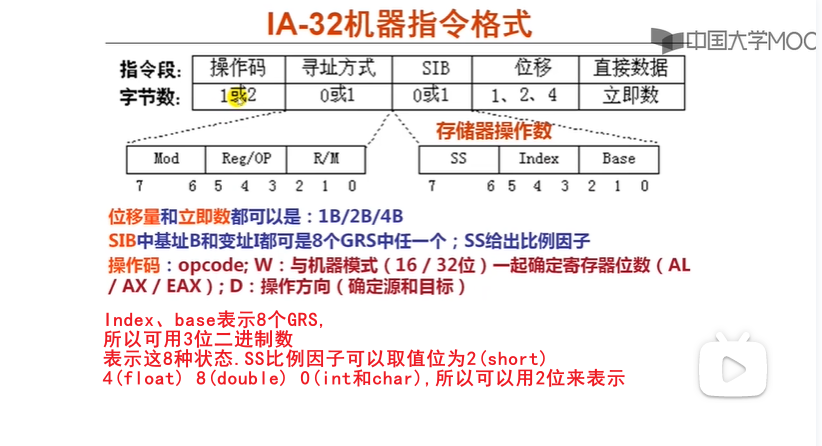 IA-32机器指令格式
中国大学MOO
指令段： 操作码 寻址方式 SIB 位移 直接数据
字节数： 1或2 0或1 0或1 1、2、4 立即数
存储器操作数
Mod Reg/OP R/M SS Index Base
7 6 5 4 3 2 1 0 7 6 5 4 3 2 1 0
位移量和立即数都可以是：1B/2B/4B
SIB中基址B和变址I都可是8个GRS中任一个；SS给出比例因子
操作码：opcode; W：与机器模式（16 / 32位）一起确定寄存器位数（AL
/ AX / EAX）; D：操作方向（确定源和目标）
Index、base表示8个GRS,
所以可用3位二进制数
表示这8种状态.SS比例因子可以取值位为2(short)
4(float) 8(double) 0(int和char),所以可以用2位来表示